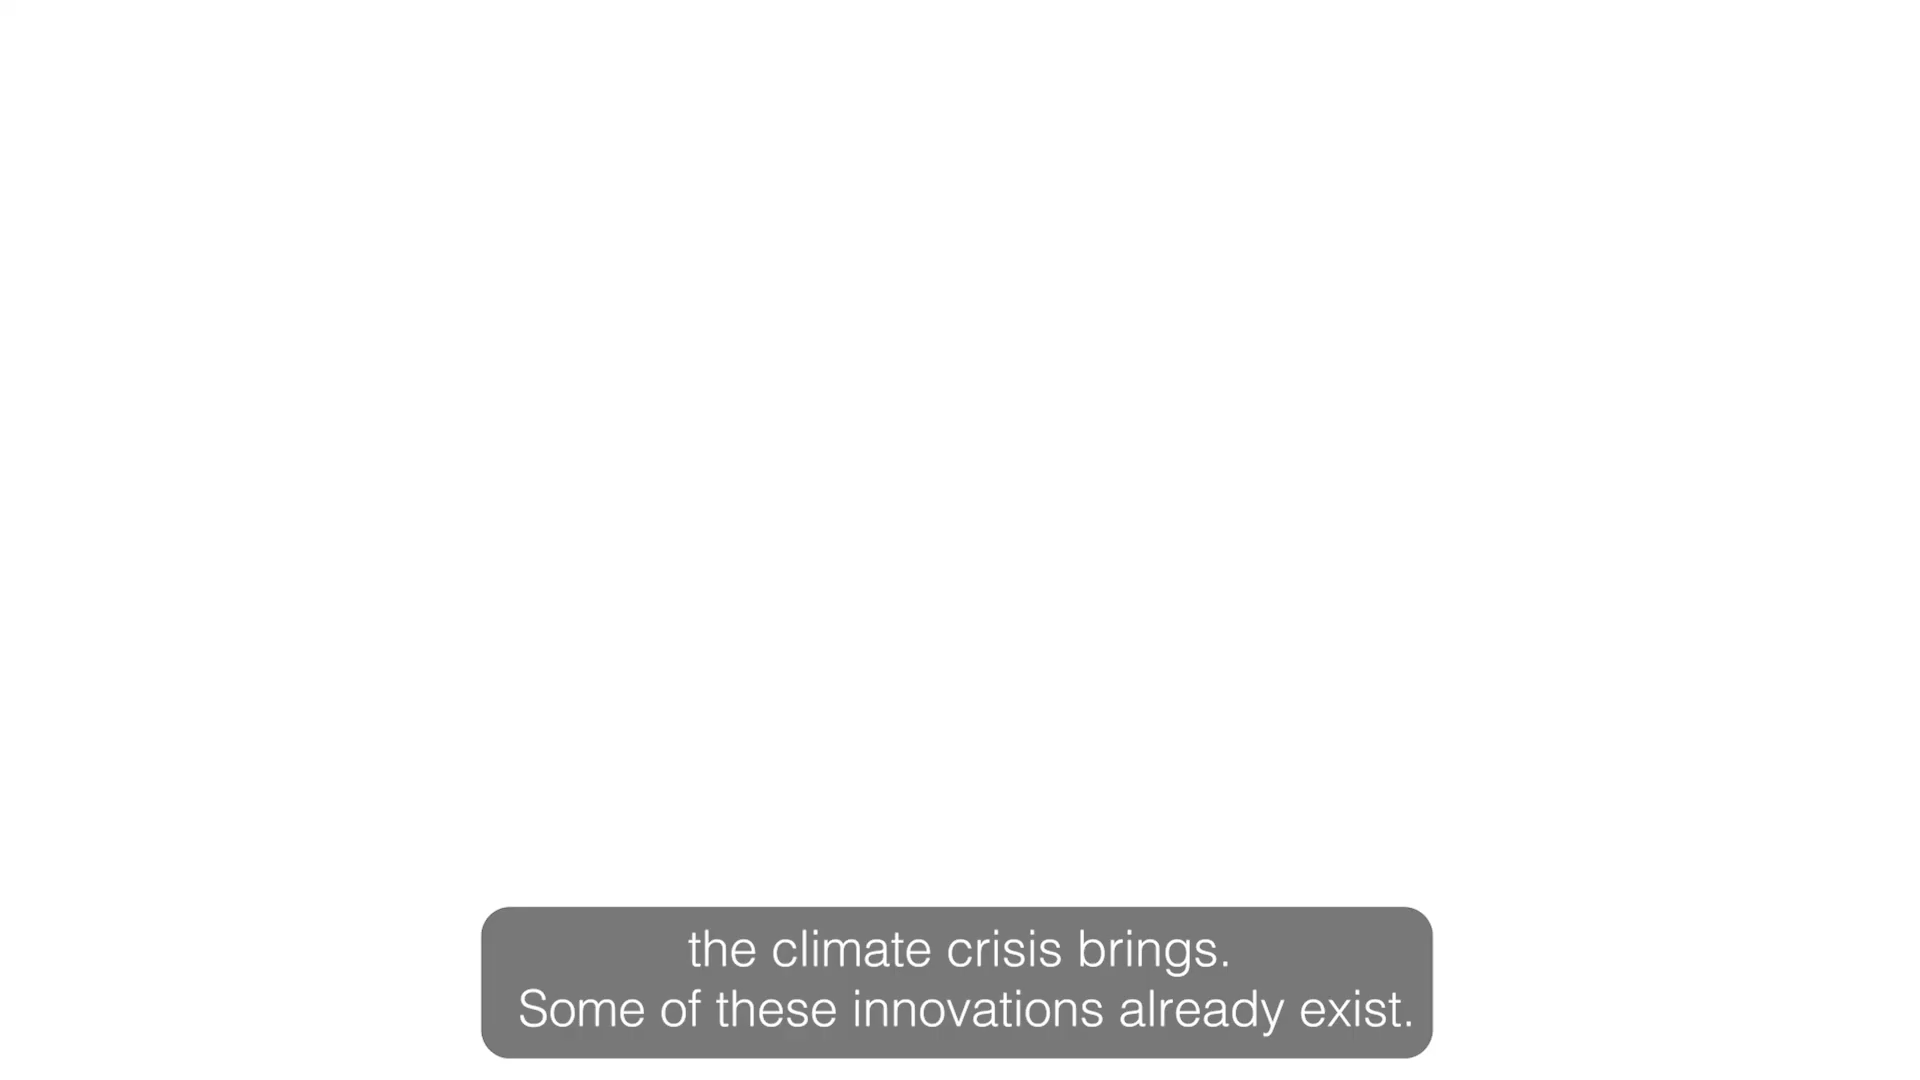 the climate crisis brings.
Some of these innovations already exist.